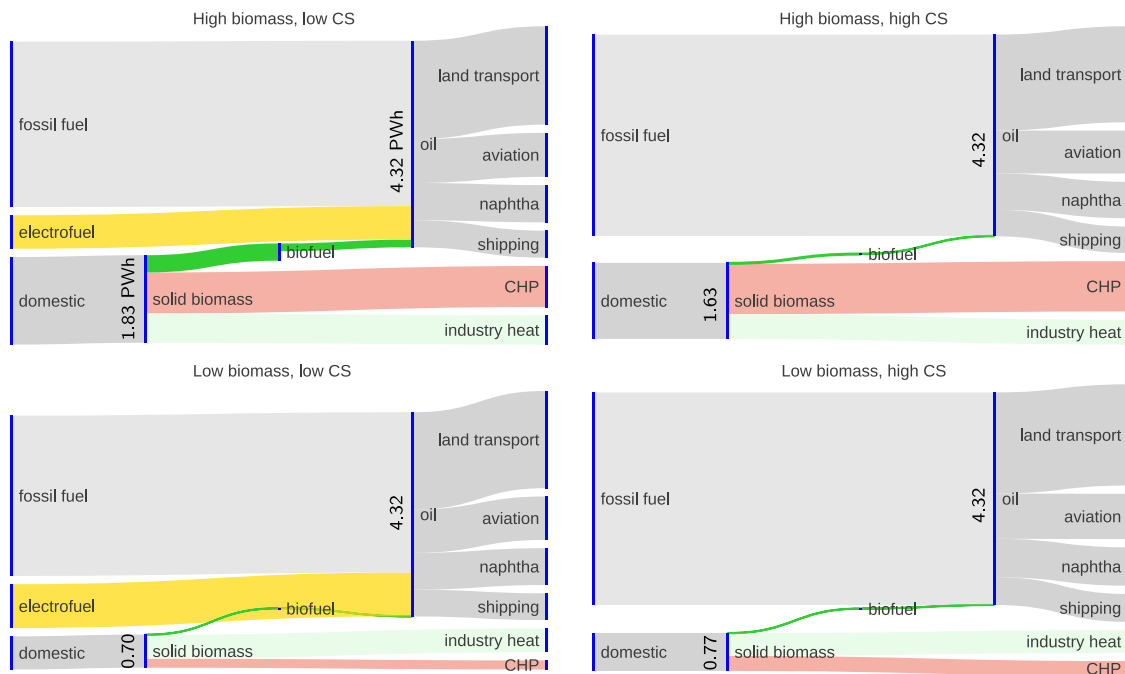 High biomass, low CS
fossil fuel
electrofuel
domestic
1.83 PWh
solid biomass
biofuel
4.32 PWh
oil
land transport
aviation
naphtha
shipping
CHP
industry heat
High biomass, high CS
fossil fuel
domestic
1.63
solid biomass
biofuel
4.32
oil
land transport
aviation
naphtha
shipping
CHP
industry heat
Low biomass, low CS
fossil fuel
electrofuel
domestic
0.70
solid biomass
biofuel
4.32
oil
land transport
aviation
naphtha
shipping
industry heat
CHP
Low biomass, high CS
fossil fuel
domestic
0.77
solid biomass
biofuel
4.32
oil
land transport
aviation
naphtha
shipping
industry heat
CHP